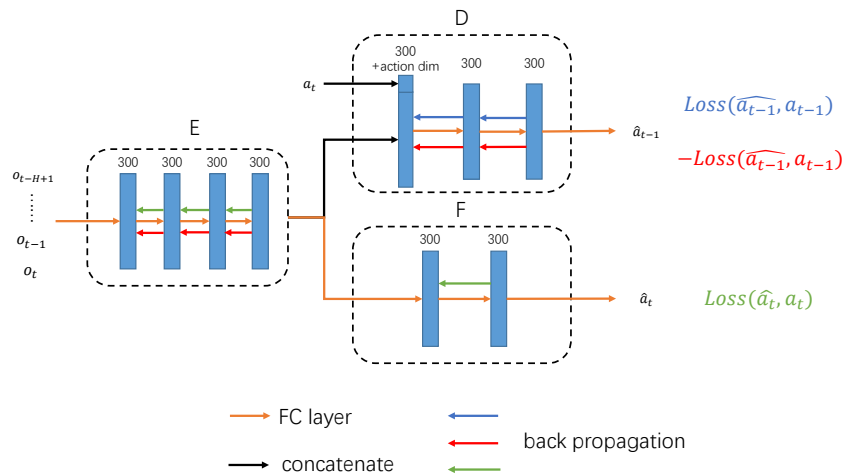 D
300
+action dim
300
300
a_t
â_{t-1}
Loss(\widehat{a_{t-1}}, a_{t-1})
-Loss(\widehat{a_{t-1}}, a_{t-1})
E
300 300 300 300
o_{t-H+1}
......
o_{t-1}
o_t
F
300 300
â_t
Loss(\widehat{a_t}, a_t)
FC layer
back propagation
concatenate